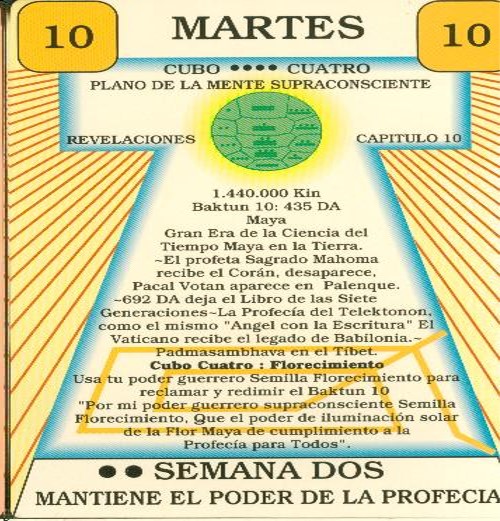 10 MARTES 10
CUBO •••• CUATRO
PLANO DE LA MENTE SUPRACONSCIENTE
REVELACIONES CAPITULO 10
1.440.000 Kin
Baktun 10: 435 DA
Maya
Gran Era de la Ciencia del
Tiempo Maya en la Tierra.
~El profeta Sagrado Mahoma
recibe el Corán, desaparece,
Pacal Votan aparece en Palenque.
~692 DA deja el Libro de las Siete
Generaciones~La Profecía del Telektonon,
como el mismo "Angel con la Escritura" El
Vaticano recibe el legado de Babilonia.~
Padmasambhava en el Tíbet.
Cubo Cuatro : Florecimiento
Usa tu poder guerrero Semilla Florecimiento para
reclamar y redimir el Baktun 10
"Por mi poder guerrero supraconsciente Semilla
Florecimiento, Que el poder de iluminación solar
de la Flor Maya de cumplimiento a la
Profecía para Todos".
•• SEMANA DOS
MANTIENE EL PODER DE LA PROFECIA